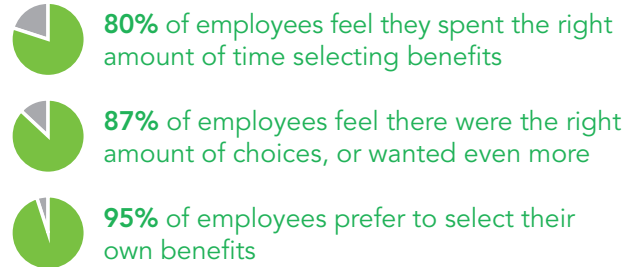 80% of employees feel they spent the right
amount of time selecting benefits
87% of employees feel there were the right
amount of choices, or wanted even more
95% of employees prefer to select their
own benefits